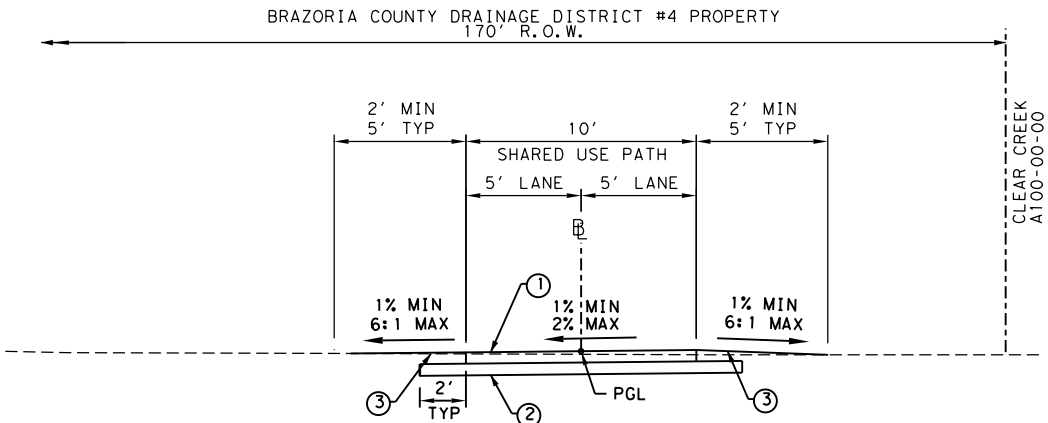 BRAZORIA COUNTY DRAINAGE DISTRICT #4 PROPERTY
170' R.O.W.
2' MIN
5' TYP
10'
SHARED USE PATH
5' LANE
5' LANE
2' MIN
5' TYP
CLEAR CREEK
A100-00-00
BL
1
1% MIN
6:1 MAX
1% MIN
2% MAX
1% MIN
6:1 MAX
3
2'
TYP
2
PGL
3